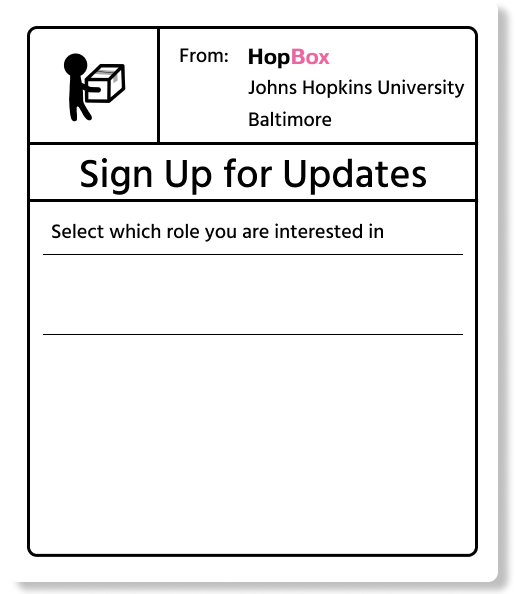 From: HopBox
Johns Hopkins University
Baltimore
Sign Up for Updates
Select which role you are interested in